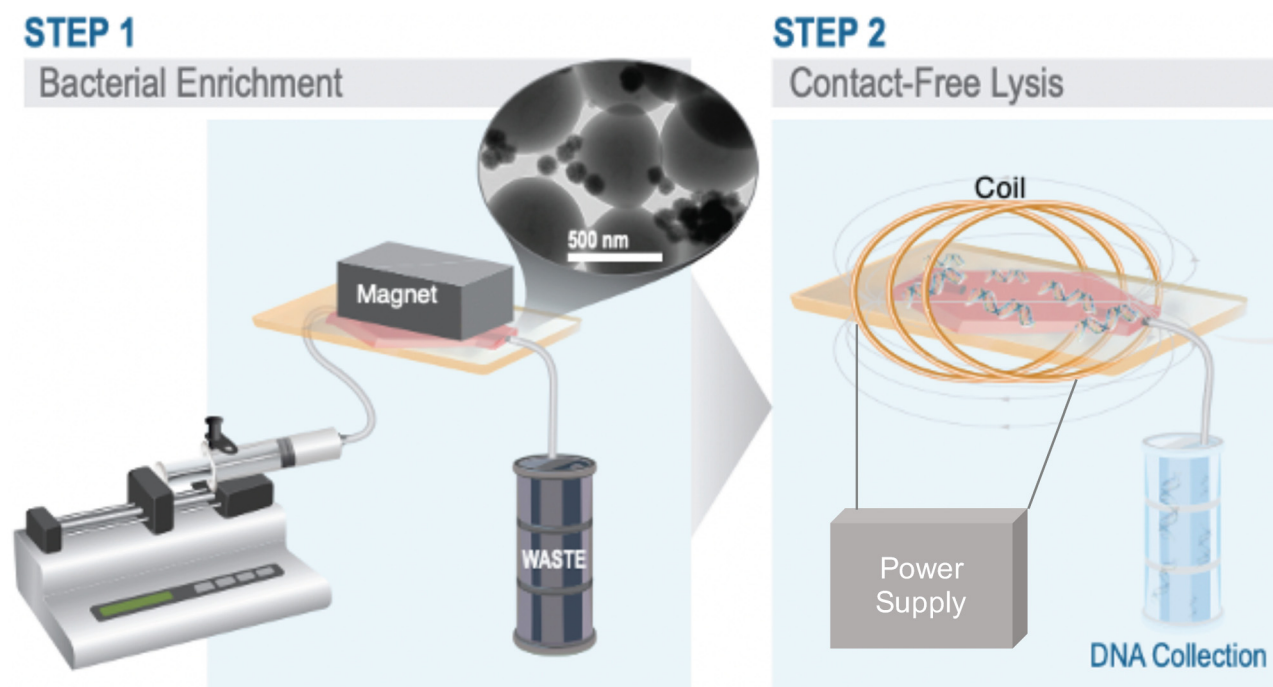 STEP 1
Bacterial Enrichment
500 nm
Magnet
WASTE
STEP 2
Contact-Free Lysis
Coil
Power
Supply
DNA Collection